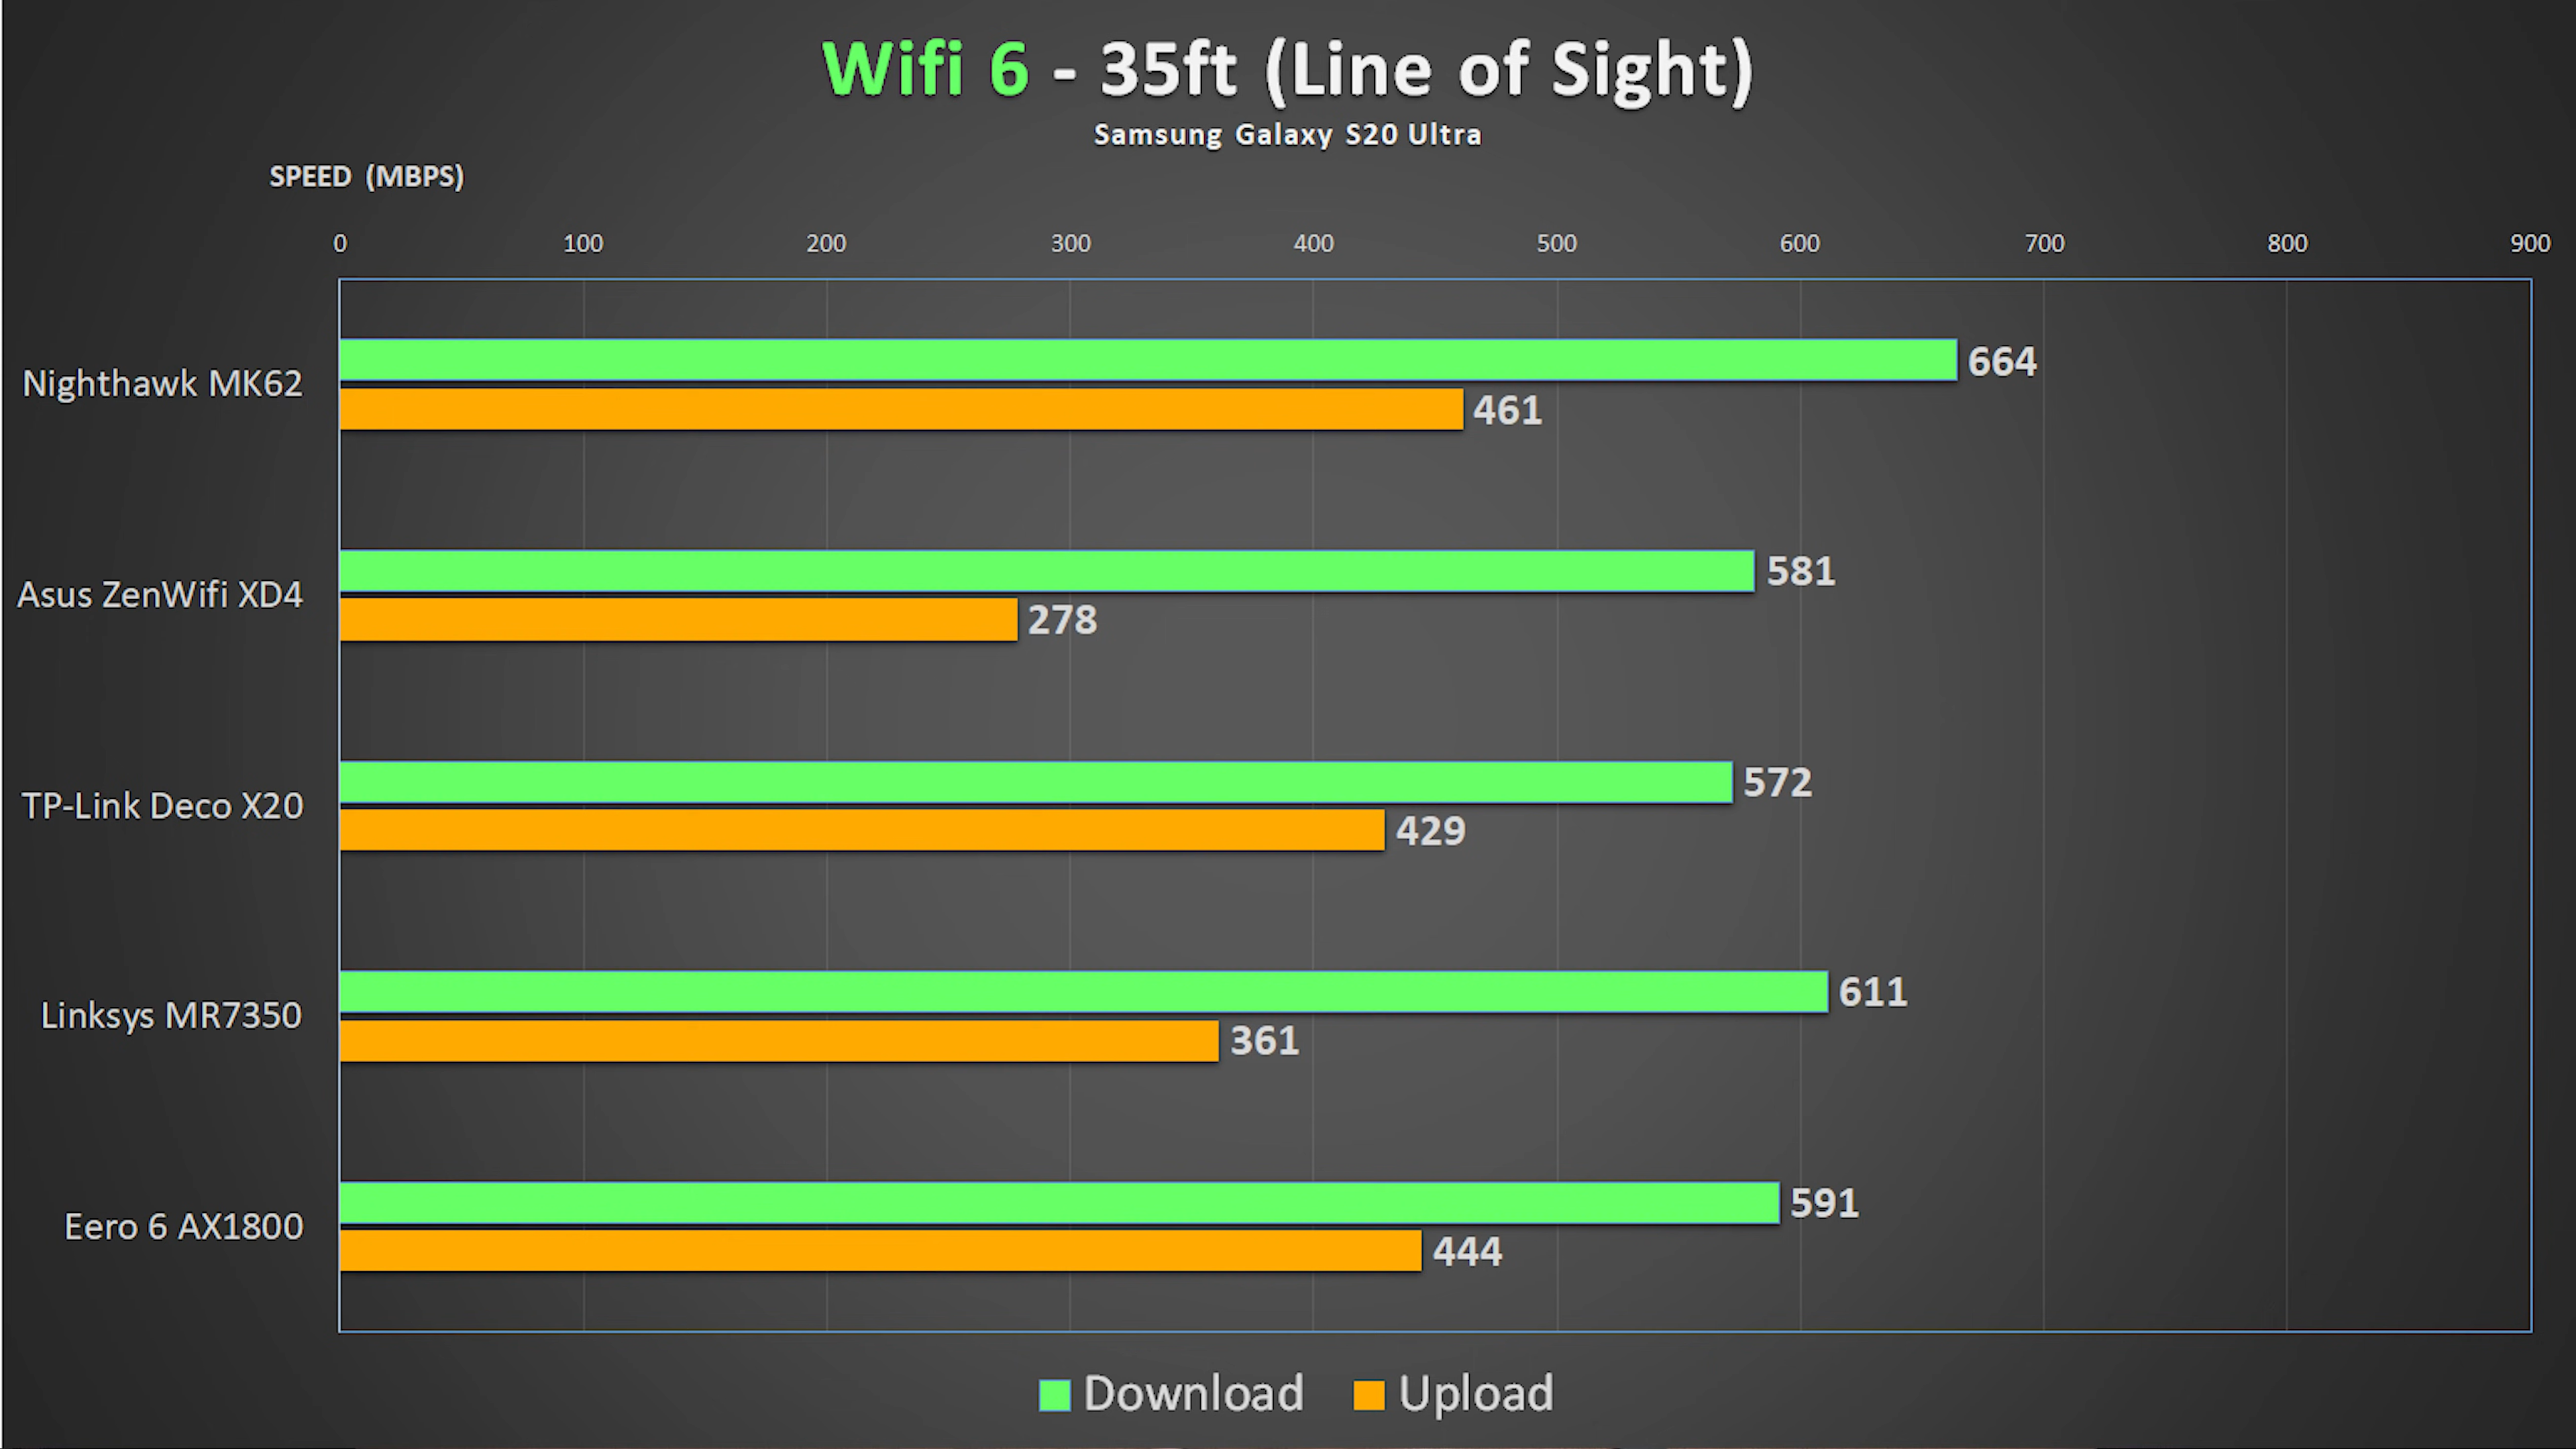 Wifi 6 - 35ft (Line of Sight)
Samsung Galaxy S20 Ultra
SPEED (MBPS)
0 100 200 300 400 500 600 700 800 900
Nighthawk MK62
664
461
Asus ZenWifi XD4
581
278
TP-Link Deco X20
572
429
Linksys MR7350
611
361
Eero 6 AX1800
591
444
Download Upload